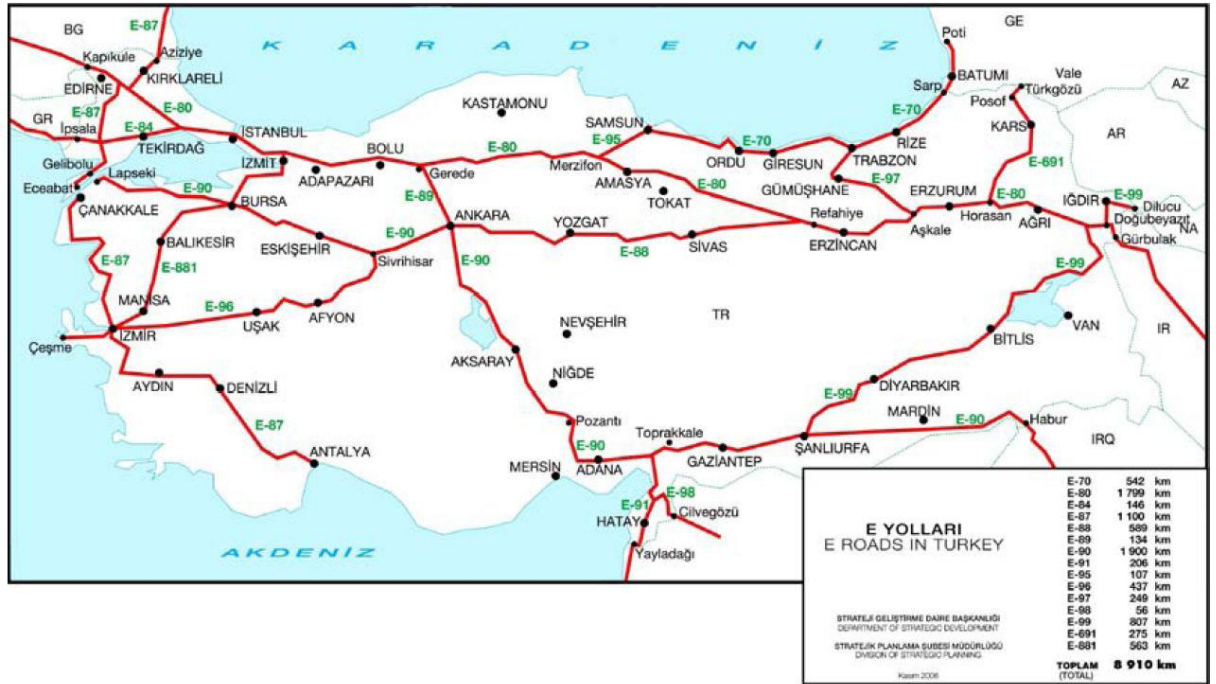 BG
E-87
K A R A D E N İ Z
GE
Poti
Kapıkule
Aziziye
EDİRNE
KIRKLARELİ
BATUMI
Vale
Türkgözü
AZ
Sarp
Posof
KASTAMONU
E-87
E-80
GR
İpsala
E-84
TEKİRDAĞ
İSTANBUL
SAMSUN
E-70
KARS
AR
E-95
E-70
RİZE
BOLU
E-80
ORDU
GİRESUN
TRABZON
Gelibolu
Lapseki
İZMİT
ADAPAZARI
Gerede
Merzifon
AMASYA
E-691
Eceabat
E-90
E-89
E-80
GÜMÜŞHANE
E-97
ERZURUM
E-80
IĞDIR
E-99
Dilucu
ÇANAKKALE
BURSA
ANKARA
YOZGAT
TOKAT
Refahiye
Horasan
AĞRI
Doğubeyazıt
NA
Aşkale
Gürbulak
BALIKESİR
ESKİŞEHİR
E-90
E-88
SİVAS
ERZİNCAN
Sivrihisar
E-87
E-881
E-90
E-99
MANİSA
E-96
AFYON
TR
İZMİR
UŞAK
NEVŞEHİR
VAN
IR
Çeşme
AKSARAY
BİTLİS
AYDIN
DENİZLİ
NİĞDE
DİYARBAKIR
E-99
MARDİN
E-87
Pozantı
Toprakkale
E-90
Habur
ANTALYA
E-90
ŞANLIURFA
IRQ
MERSİN
ADANA
GAZİANTEP
E-98
E-91
HATAY
Cilvegözü
AKDENİZ
Yayladağı
E YOLLARI
E ROADS IN TURKEY
STRATEJİ GELİŞTİRME DAİRE BAŞKANLIĞI
DEPARTMENT OF STRATEGIC DEVELOPMENT
STRATEJİK PLANLAMA ŞUBESİ MÜDÜRLÜĞÜ
DIVISION OF STRATEGIC PLANNING
E-70 542 km
E-80 1 799 km
E-84 146 km
E-87 1 100 km
E-88 589 km
E-89 134 km
E-90 1 900 km
E-91 206 km
E-95 107 km
E-96 437 km
E-97 249 km
E-98 56 km
E-99 807 km
E-691 275 km
E-881 563 km
TOPLAM 8 910 km
(TOTAL)